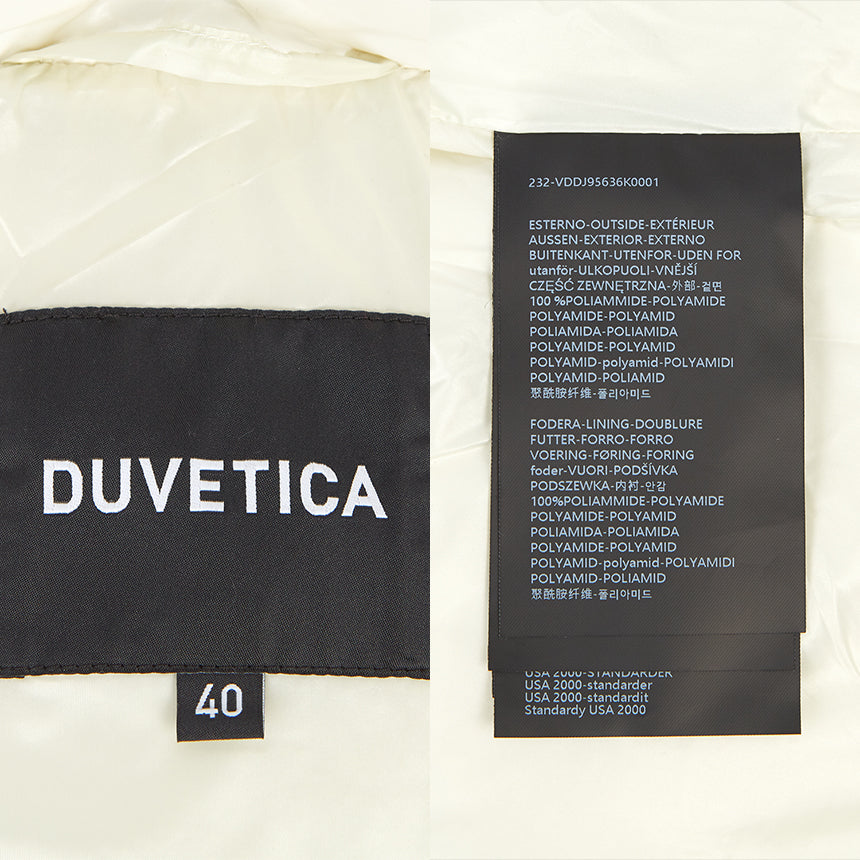 DUVETICA
40
232-VDDJ95636K0001
ESTERNO-OUTSIDE-EXTÉRIEUR
AUSSEN-EXTERIOR-EXTERNO
BUITENKANT-UTENFOR-UDEN FOR
utanför-ULKOPUOLI-VNĚJŠÍ
CZĘŚĆ ZEWNĘTRZNA-外部-겉면
100 %POLIAMMIDE-POLYAMIDE
POLYAMIDE-POLYAMID
POLIAMIDA-POLIAMIDA
POLYAMIDE-POLYAMID
POLYAMID-polyamid-POLYAMIDI
POLYAMID-POLIAMID
聚酰胺纤维-폴리아미드
FODERA-LINING-DOUBLURE
FUTTER-FORRO-FORRO
VOERING-FØRING-FORING
foder-VUORI-PODŠÍVKA
PODSZEWKA-内衬-안감
100%POLIAMMIDE-POLYAMIDE
POLYAMIDE-POLYAMID
POLIAMIDA-POLIAMIDA
POLYAMIDE-POLYAMID
POLYAMID-polyamid-POLYAMIDI
POLYAMID-POLIAMID
聚酰胺纤维-폴리아미드
USA 2000-STANDARDER
USA 2000-standarder
USA 2000-standardit
Standardy USA 2000